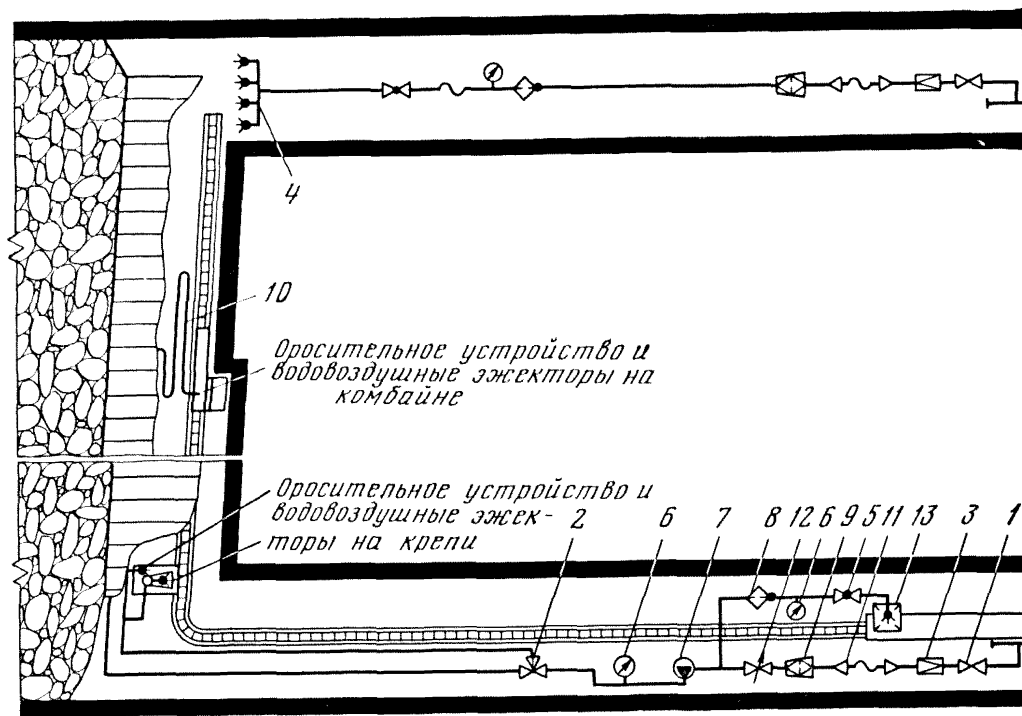 4
10
Оросительное устройство и
водовоздушные эжекторы на
комбайне
Оросительное устройство и
водовоздушные эжек-
торы на крепи
2 6 7 8 12 6 9 5 11 13 3 1